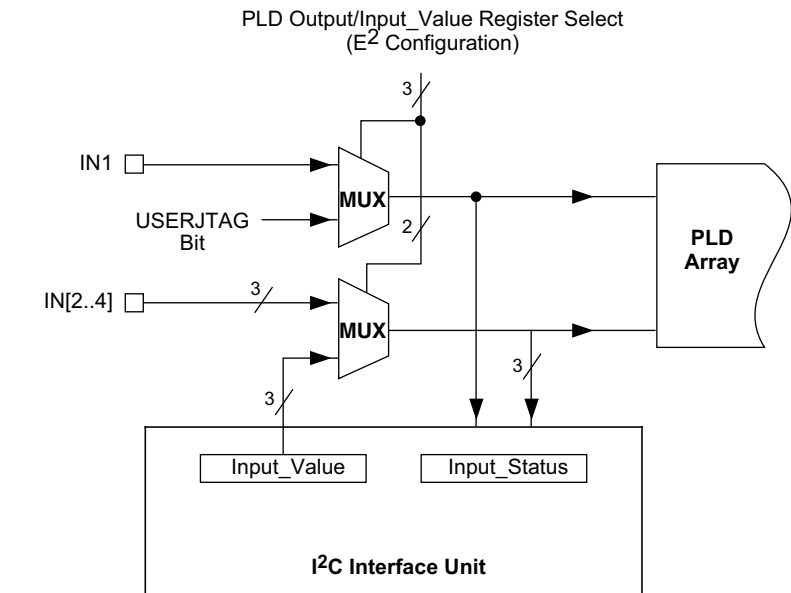 PLD Output/Input_Value Register Select
(E2 Configuration)
3
IN1
MUX
USERJTAG
Bit
2
PLD
Array
IN[2..4]
3
MUX
3
3
Input_Value
Input_Status
I2C Interface Unit